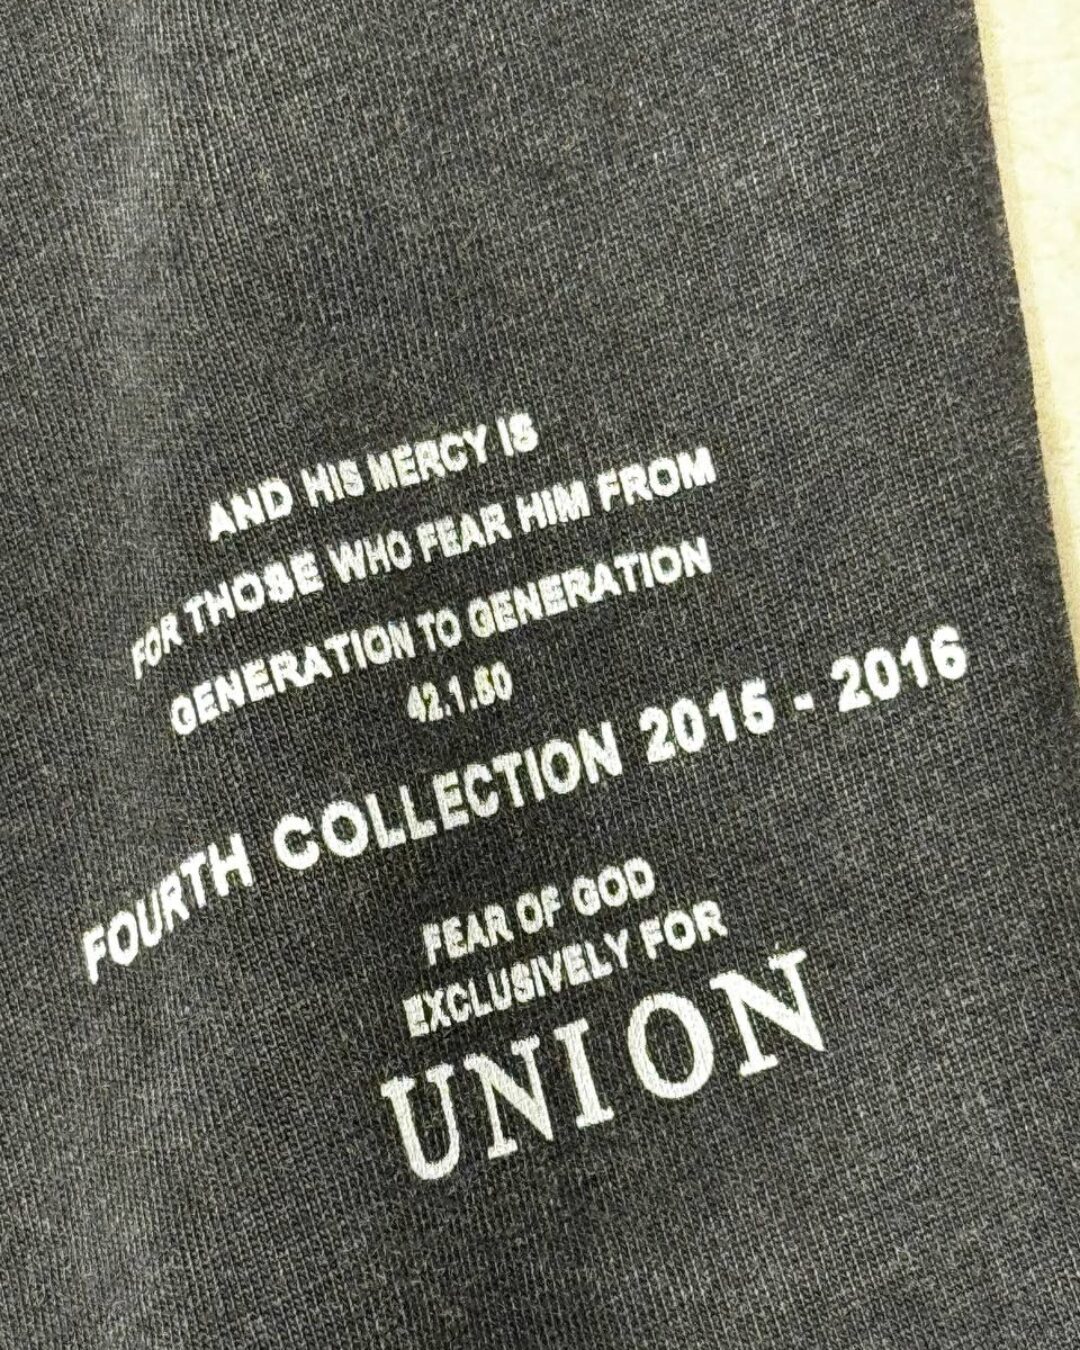 AND HIS MERCY IS
FOR THOSE WHO FEAR HIM FROM
GENERATION TO GENERATION
42.1.50
FOURTH COLLECTION 2015 - 2016
FEAR OF GOD
EXCLUSIVELY FOR
UNION